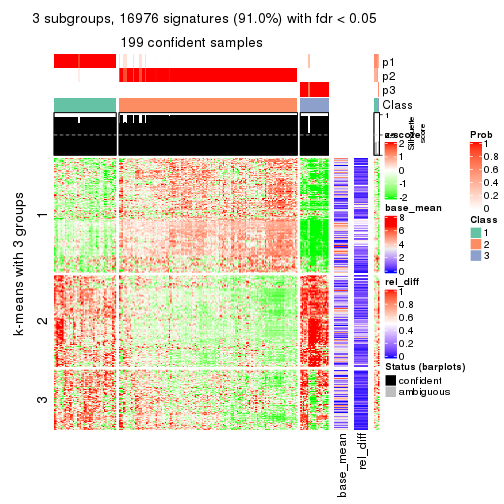 3 subgroups, 16976 signatures (91.0%) with fdr < 0.05
199 confident samples
p1
p2
p3
Class
1
Silhouette
score
k-means with 3 groups
1
2
3
base_mean
rel_diff
z-score
2
1
0
-1
-2
base_mean
8
6
4
2
0
rel_diff
1
0.8
0.6
0.4
0.2
0
Status (barplots)
confident
ambiguous
Prob
1
0.8
0.6
0.4
0.2
0
Class
1
2
3